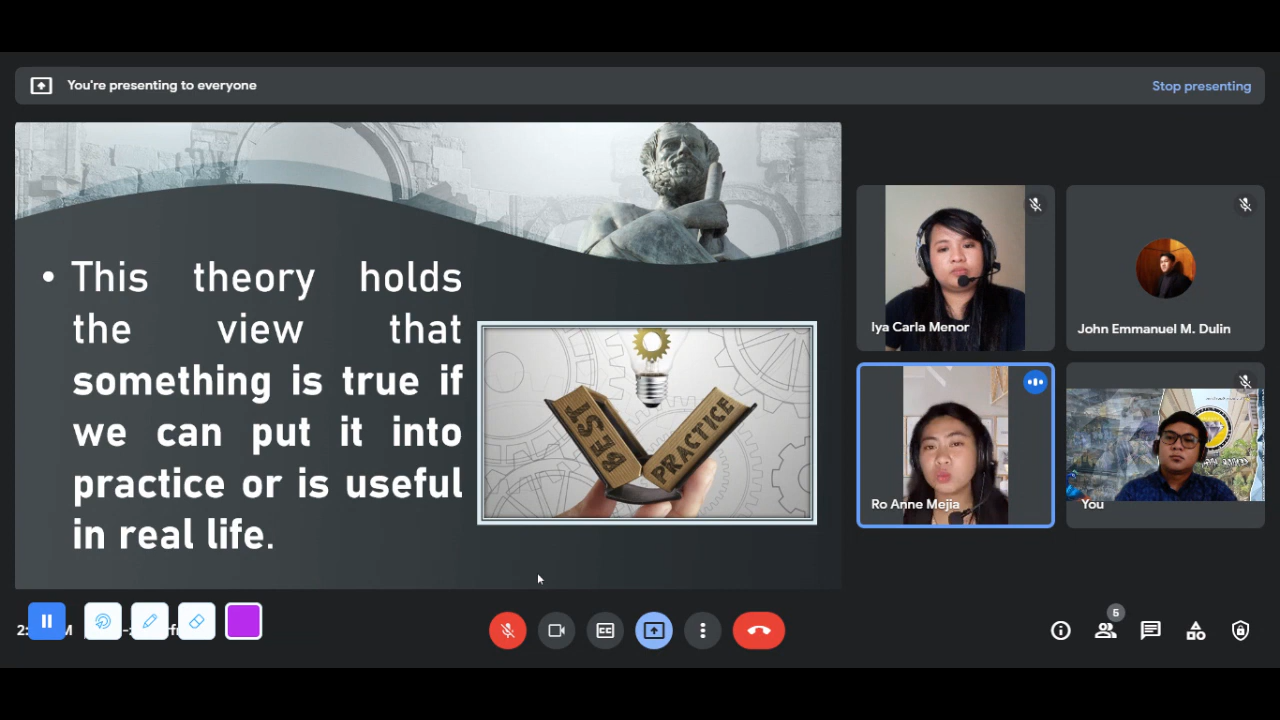 You're presenting to everyone
Stop presenting
• This theory holds
the view that
something is true if
we can put it into
practice or is useful
in real life.
BEST
PRACTICE
Iya Carla Menor
John Emmanuel M. Dulin
Ro Anne Mejia
You
5
CC
2:
M